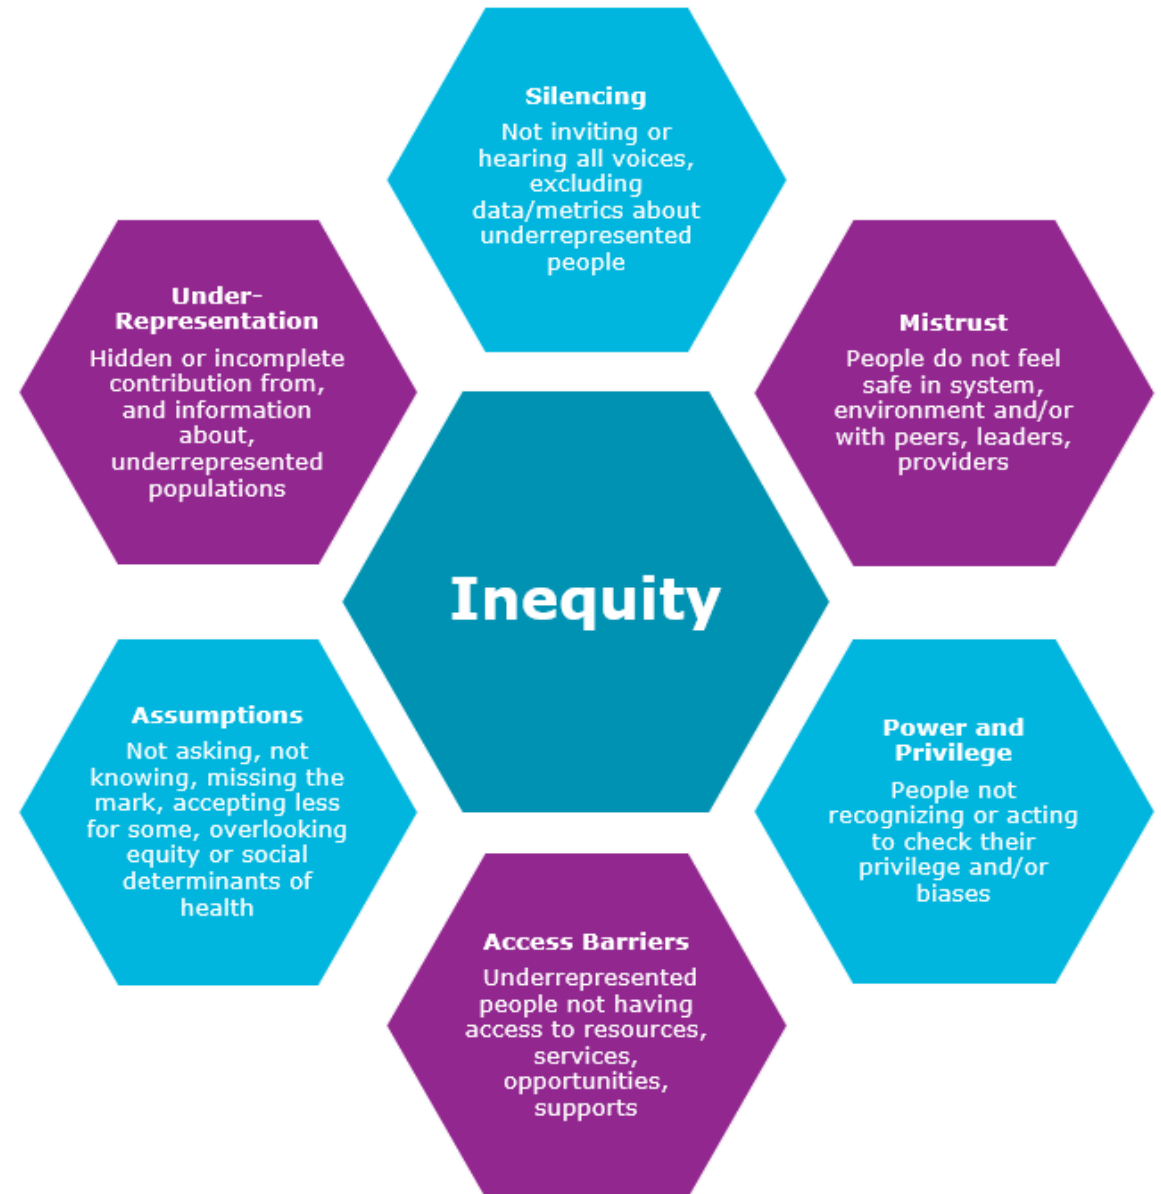 Silencing
Not inviting or
hearing all voices,
excluding
data/metrics about
underrepresented
people
Under-
Representation
Hidden or incomplete
contribution from,
and information
about,
underrepresented
populations
Mistrust
People do not feel
safe in system,
environment and/or
with peers, leaders,
providers
Inequity
Assumptions
Not asking, not
knowing, missing the
mark, accepting less
for some, overlooking
equity or social
determinants of
health
Power and
Privilege
People not
recognizing or acting
to check their
privilege and/or
biases
Access Barriers
Underrepresented
people not having
access to resources,
services,
opportunities,
supports